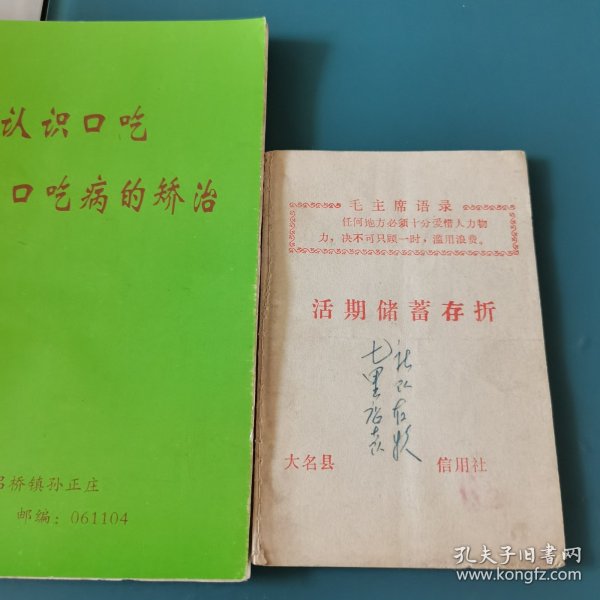 认识口吃
口吃病的矫治
桥镇孙正庄
邮编：061104
毛主席语录
任何地方必须十分爱惜人力物
力，决不可只顾一时，滥用浪费。
活期储蓄存折
七里
大名县
信用社
孔夫子旧书网
www.kongfz.com